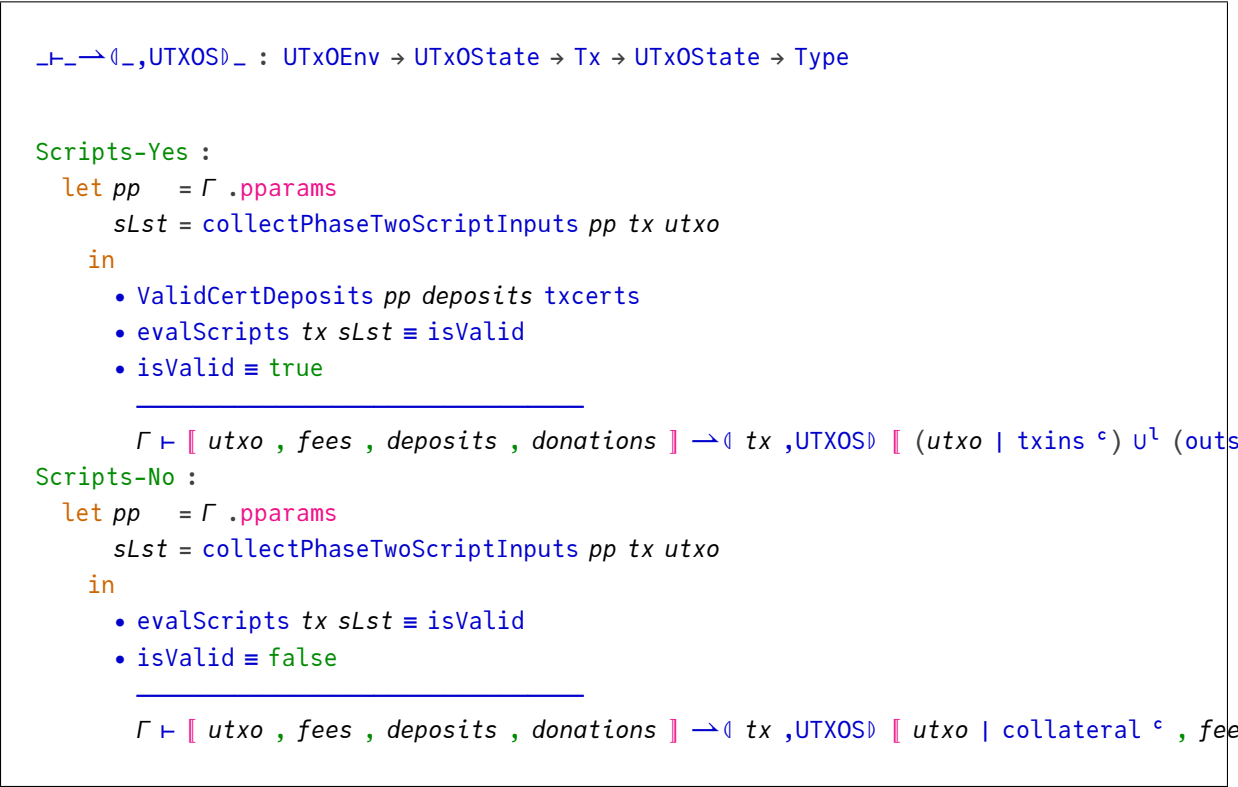 _⊢_⇀⦇_,UTXOS⦈_ : UTxOEnv → UTxOState → Tx → UTxOState → Type
Scripts-Yes :
let pp = Γ .pparams
sLst = collectPhaseTwoScriptInputs pp tx utxo
in
• ValidCertDeposits pp deposits txcerts
• evalScripts tx sLst ≡ isValid
• isValid ≡ true
Γ ⊢ ⟦ utxo , fees , deposits , donations ⟧ ⇀⦇ tx ,UTXOS⦈ ⟦ (utxo ∣ txins ᶜ) ∪ˡ (outs
Scripts-No :
let pp = Γ .pparams
sLst = collectPhaseTwoScriptInputs pp tx utxo
in
• evalScripts tx sLst ≡ isValid
• isValid ≡ false
Γ ⊢ ⟦ utxo , fees , deposits , donations ⟧ ⇀⦇ tx ,UTXOS⦈ ⟦ utxo ∣ collateral ᶜ , fee